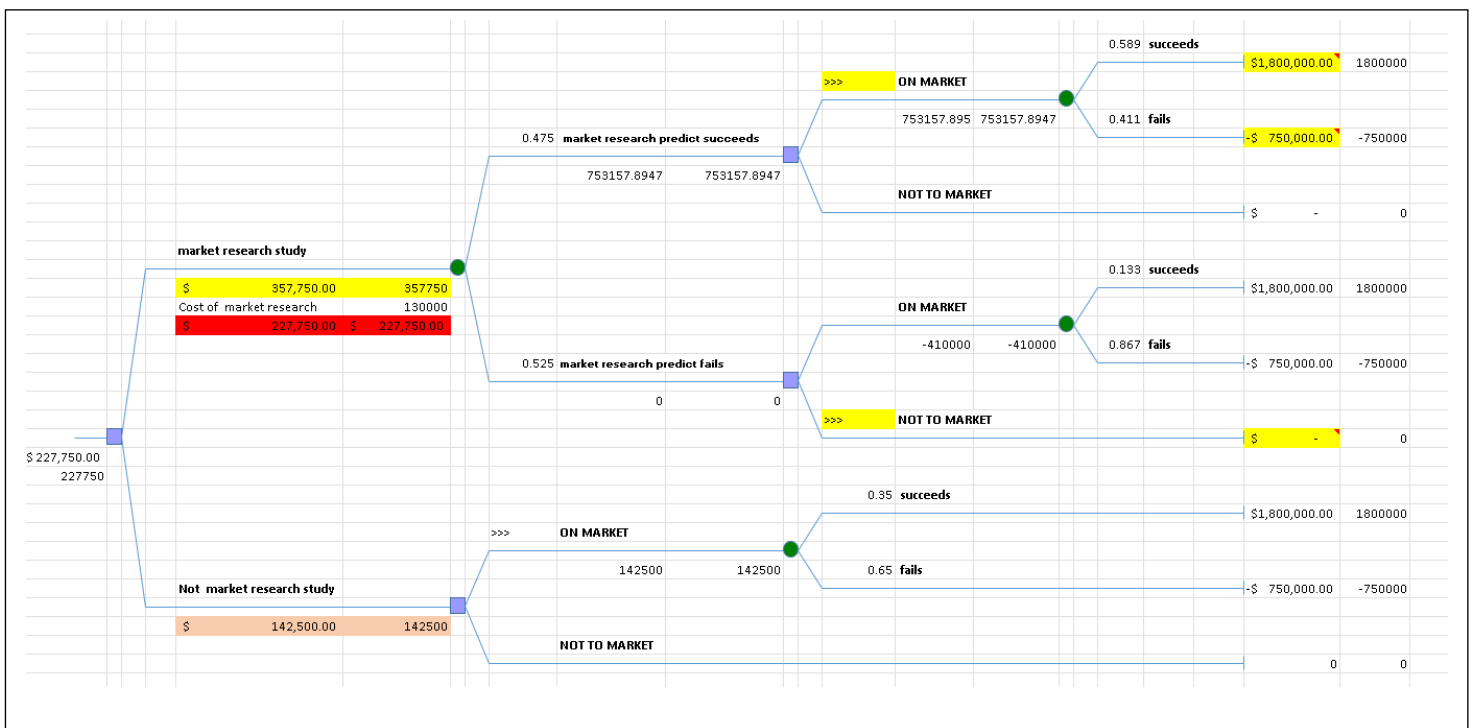 0.589 succeeds
$1,800,000.00 1800000
>>> ON MARKET
753157.895 753157.8947 0.411 fails
0.475 market research predict succeeds -$ 750,000.00 -750000
753157.8947 753157.8947
NOT TO MARKET
$ - 0
market research study
0.133 succeeds
$ 357,750.00 357750 $1,800,000.00 1800000
Cost of market research 130000 ON MARKET
$ 227,750.00 $ 227,750.00
-410000 -410000 0.867 fails
0.525 market research predict fails -$ 750,000.00 -750000
0 0
>>> NOT TO MARKET
$ - 0
$ 227,750.00
227750
0.35 succeeds
$1,800,000.00 1800000
>>> ON MARKET
142500 142500 0.65 fails
Not market research study -$ 750,000.00 -750000
$ 142,500.00 142500
NOT TO MARKET
0 0